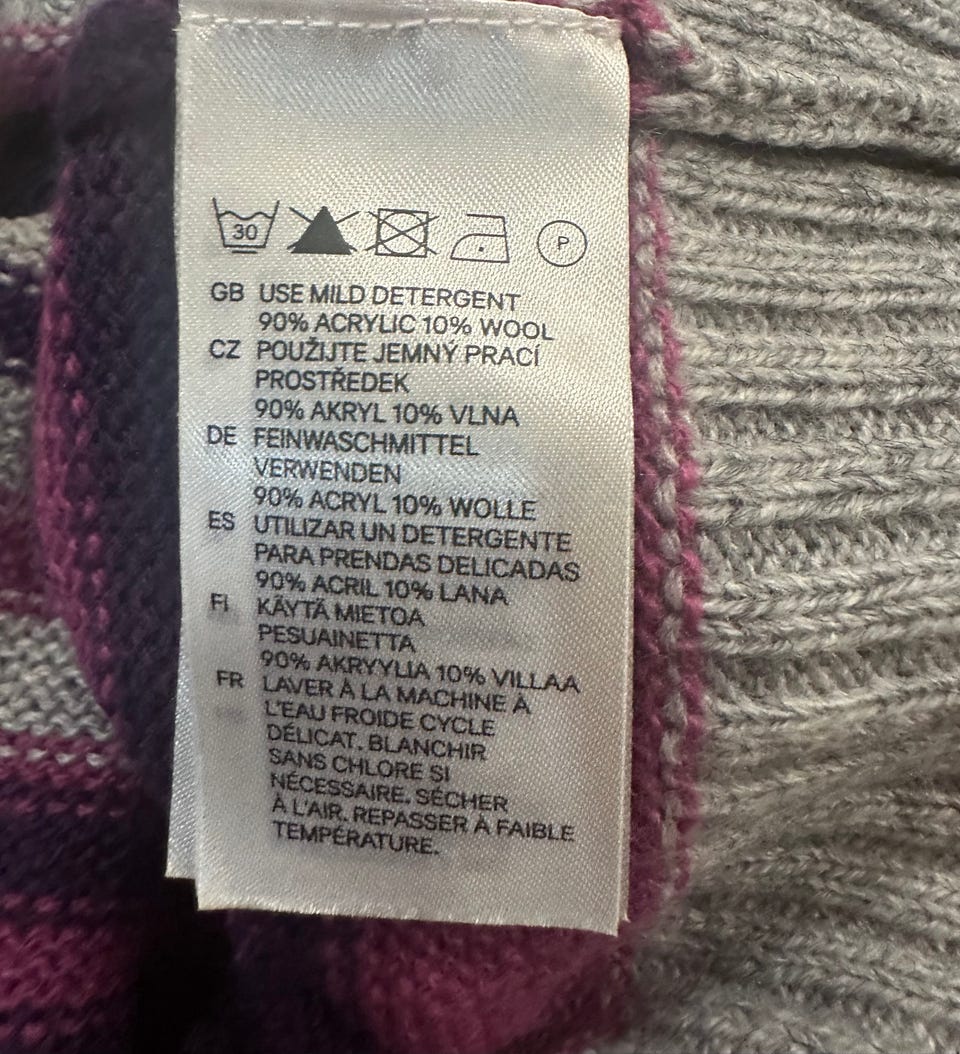 30
P
GB USE MILD DETERGENT
90% ACRYLIC 10% WOOL
CZ POUŽIJTE JEMNÝ PRACÍ
PROSTŘEDEK
90% AKRYL 10% VLNA
DE FEINWASCHMITTEL
VERWENDEN
90% ACRYL 10% WOLLE
ES UTILIZAR UN DETERGENTE
PARA PRENDAS DELICADAS
90% ACRIL 10% LANA
FI KÄYTÄ MIETOA
PESUAINETTA
90% AKRYYLIA 10% VILLAA
FR LAVER À LA MACHINE À
L'EAU FROIDE CYCLE
DÉLICAT. BLANCHIR
SANS CHLORE SI
NÉCESSAIRE. SÉCHER
À L'AIR. REPASSER À FAIBLE
TEMPÉRATURE.